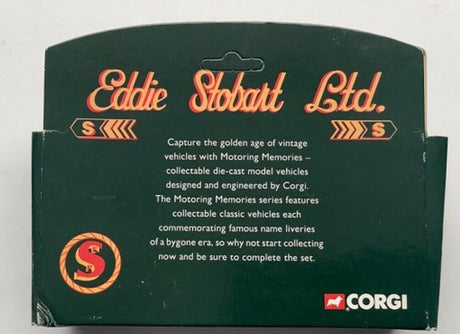 Eddie Stobart Ltd.
S S
Capture the golden age of vintage
vehicles with Motoring Memories –
collectable die-cast model vehicles
designed and engineered by Corgi.
The Motoring Memories series features
collectable classic vehicles each
commemorating famous name liveries
of a bygone era, so why not start collecting
now and be sure to complete the set.
S
CORGI